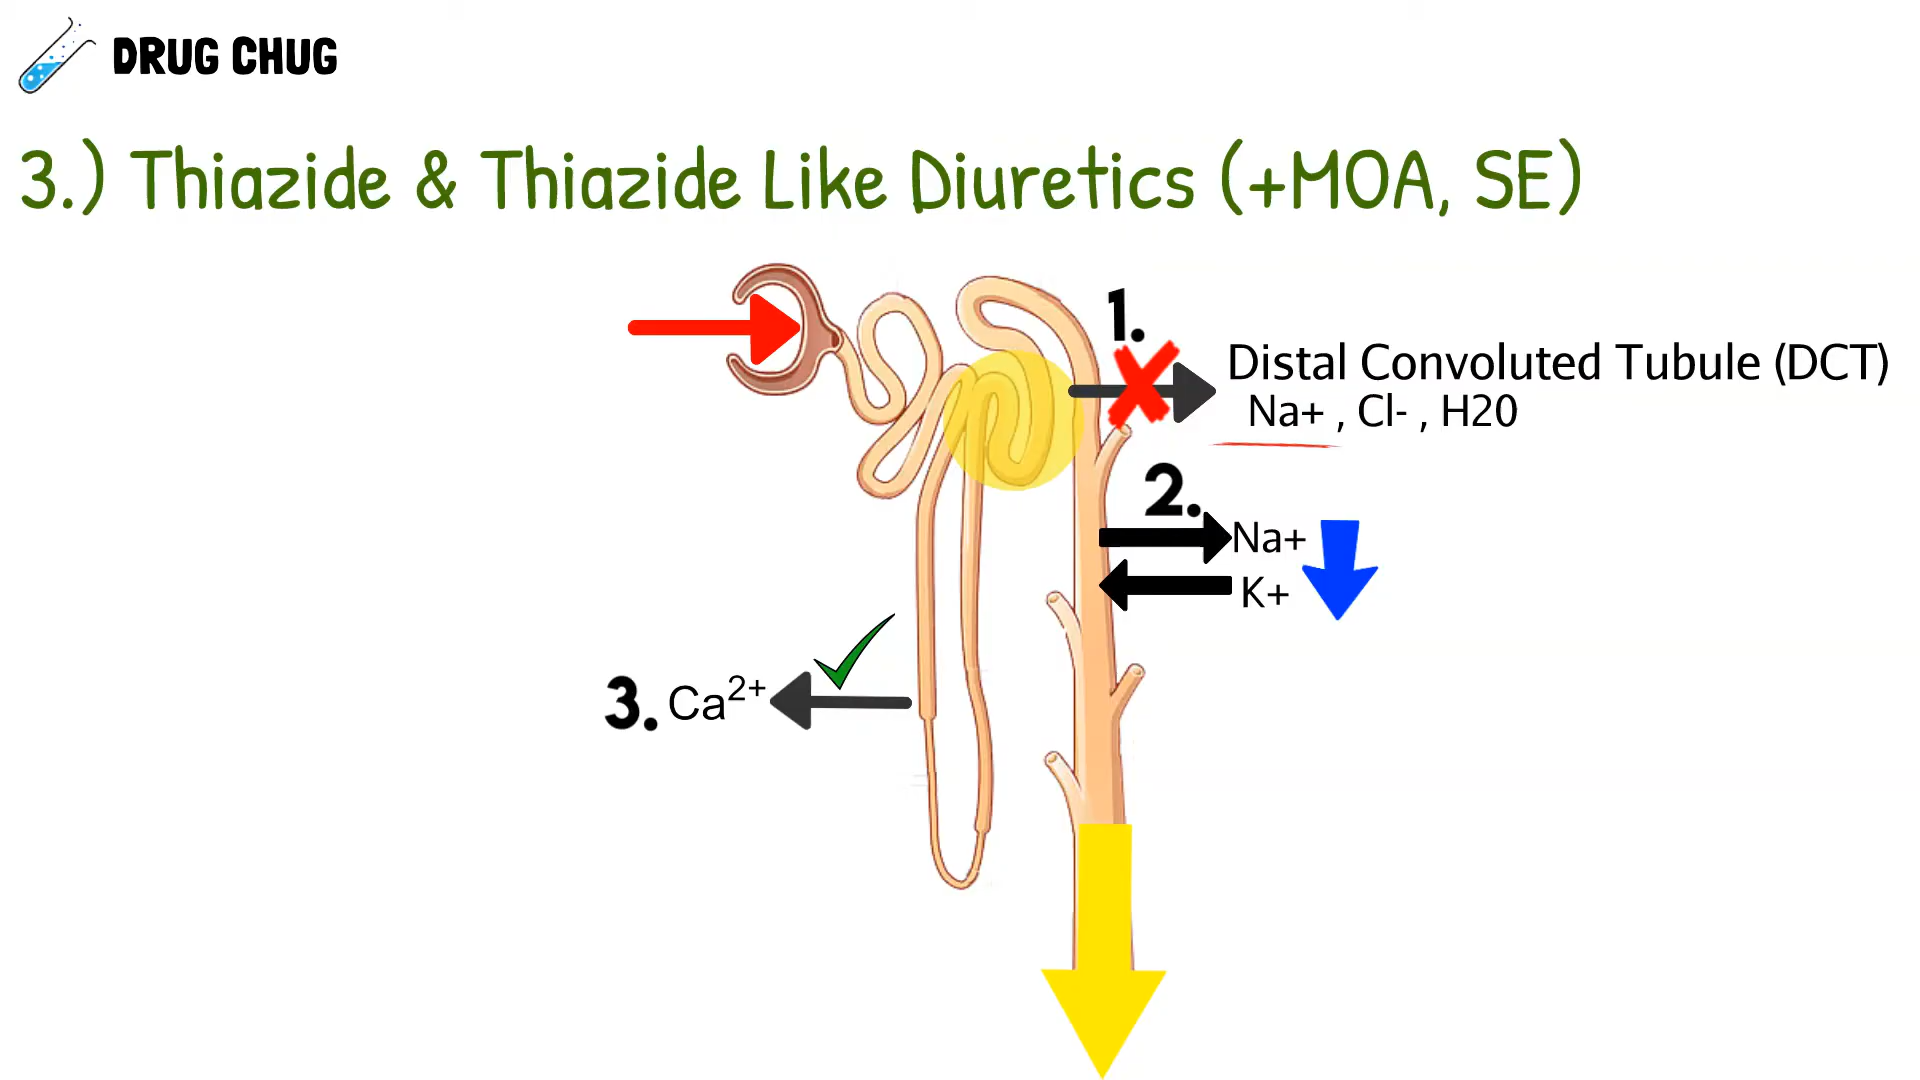 DRUG CHUG
3.) Thiazide & Thiazide Like Diuretics (+MOA, SE)
1.
Distal Convoluted Tubule (DCT)
Na+ , Cl- , H20
2.
Na+
K+
3. Ca²⁺